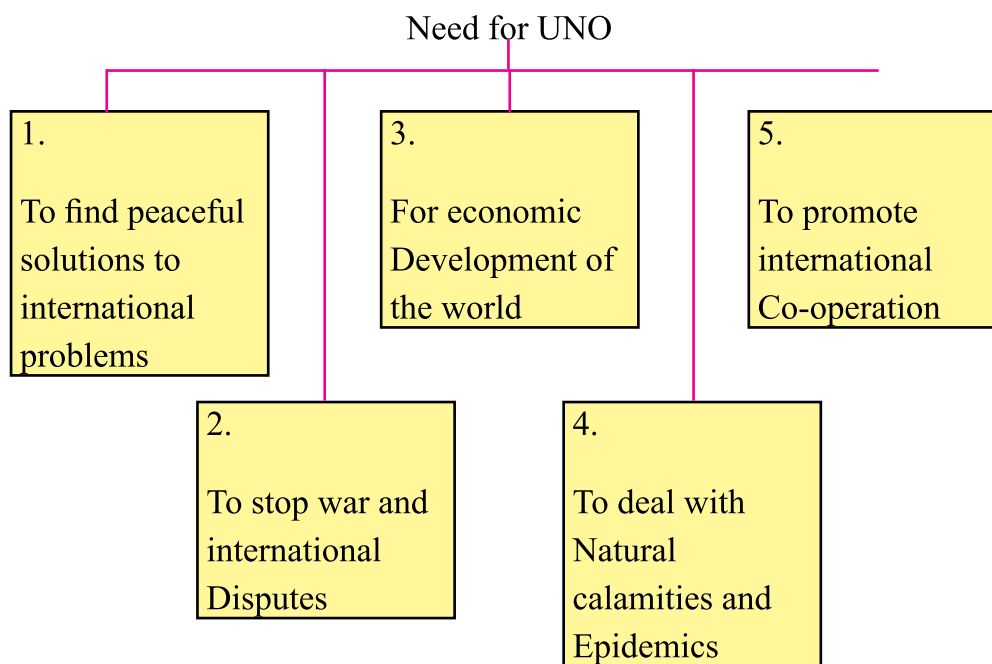 Need for UNO
1.
To find peaceful
solutions to
international
problems
2.
To stop war and
international
Disputes
3.
For economic
Development of
the world
4.
To deal with
Natural
calamities and
Epidemics
5.
To promote
international
Co-operation